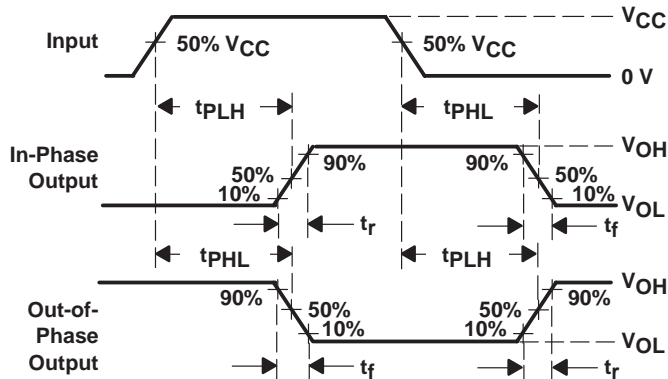 Input
50% VCC
50% VCC
VCC
0 V
tPLH
tPHL
In-Phase
Output
50%
10%
90%
90%
50%
10%
VOH
VOL
tr
tf
tPHL
tPLH
Out-of-
Phase
Output
90%
50%
10%
50%
10%
90%
VOH
VOL
tf
tr